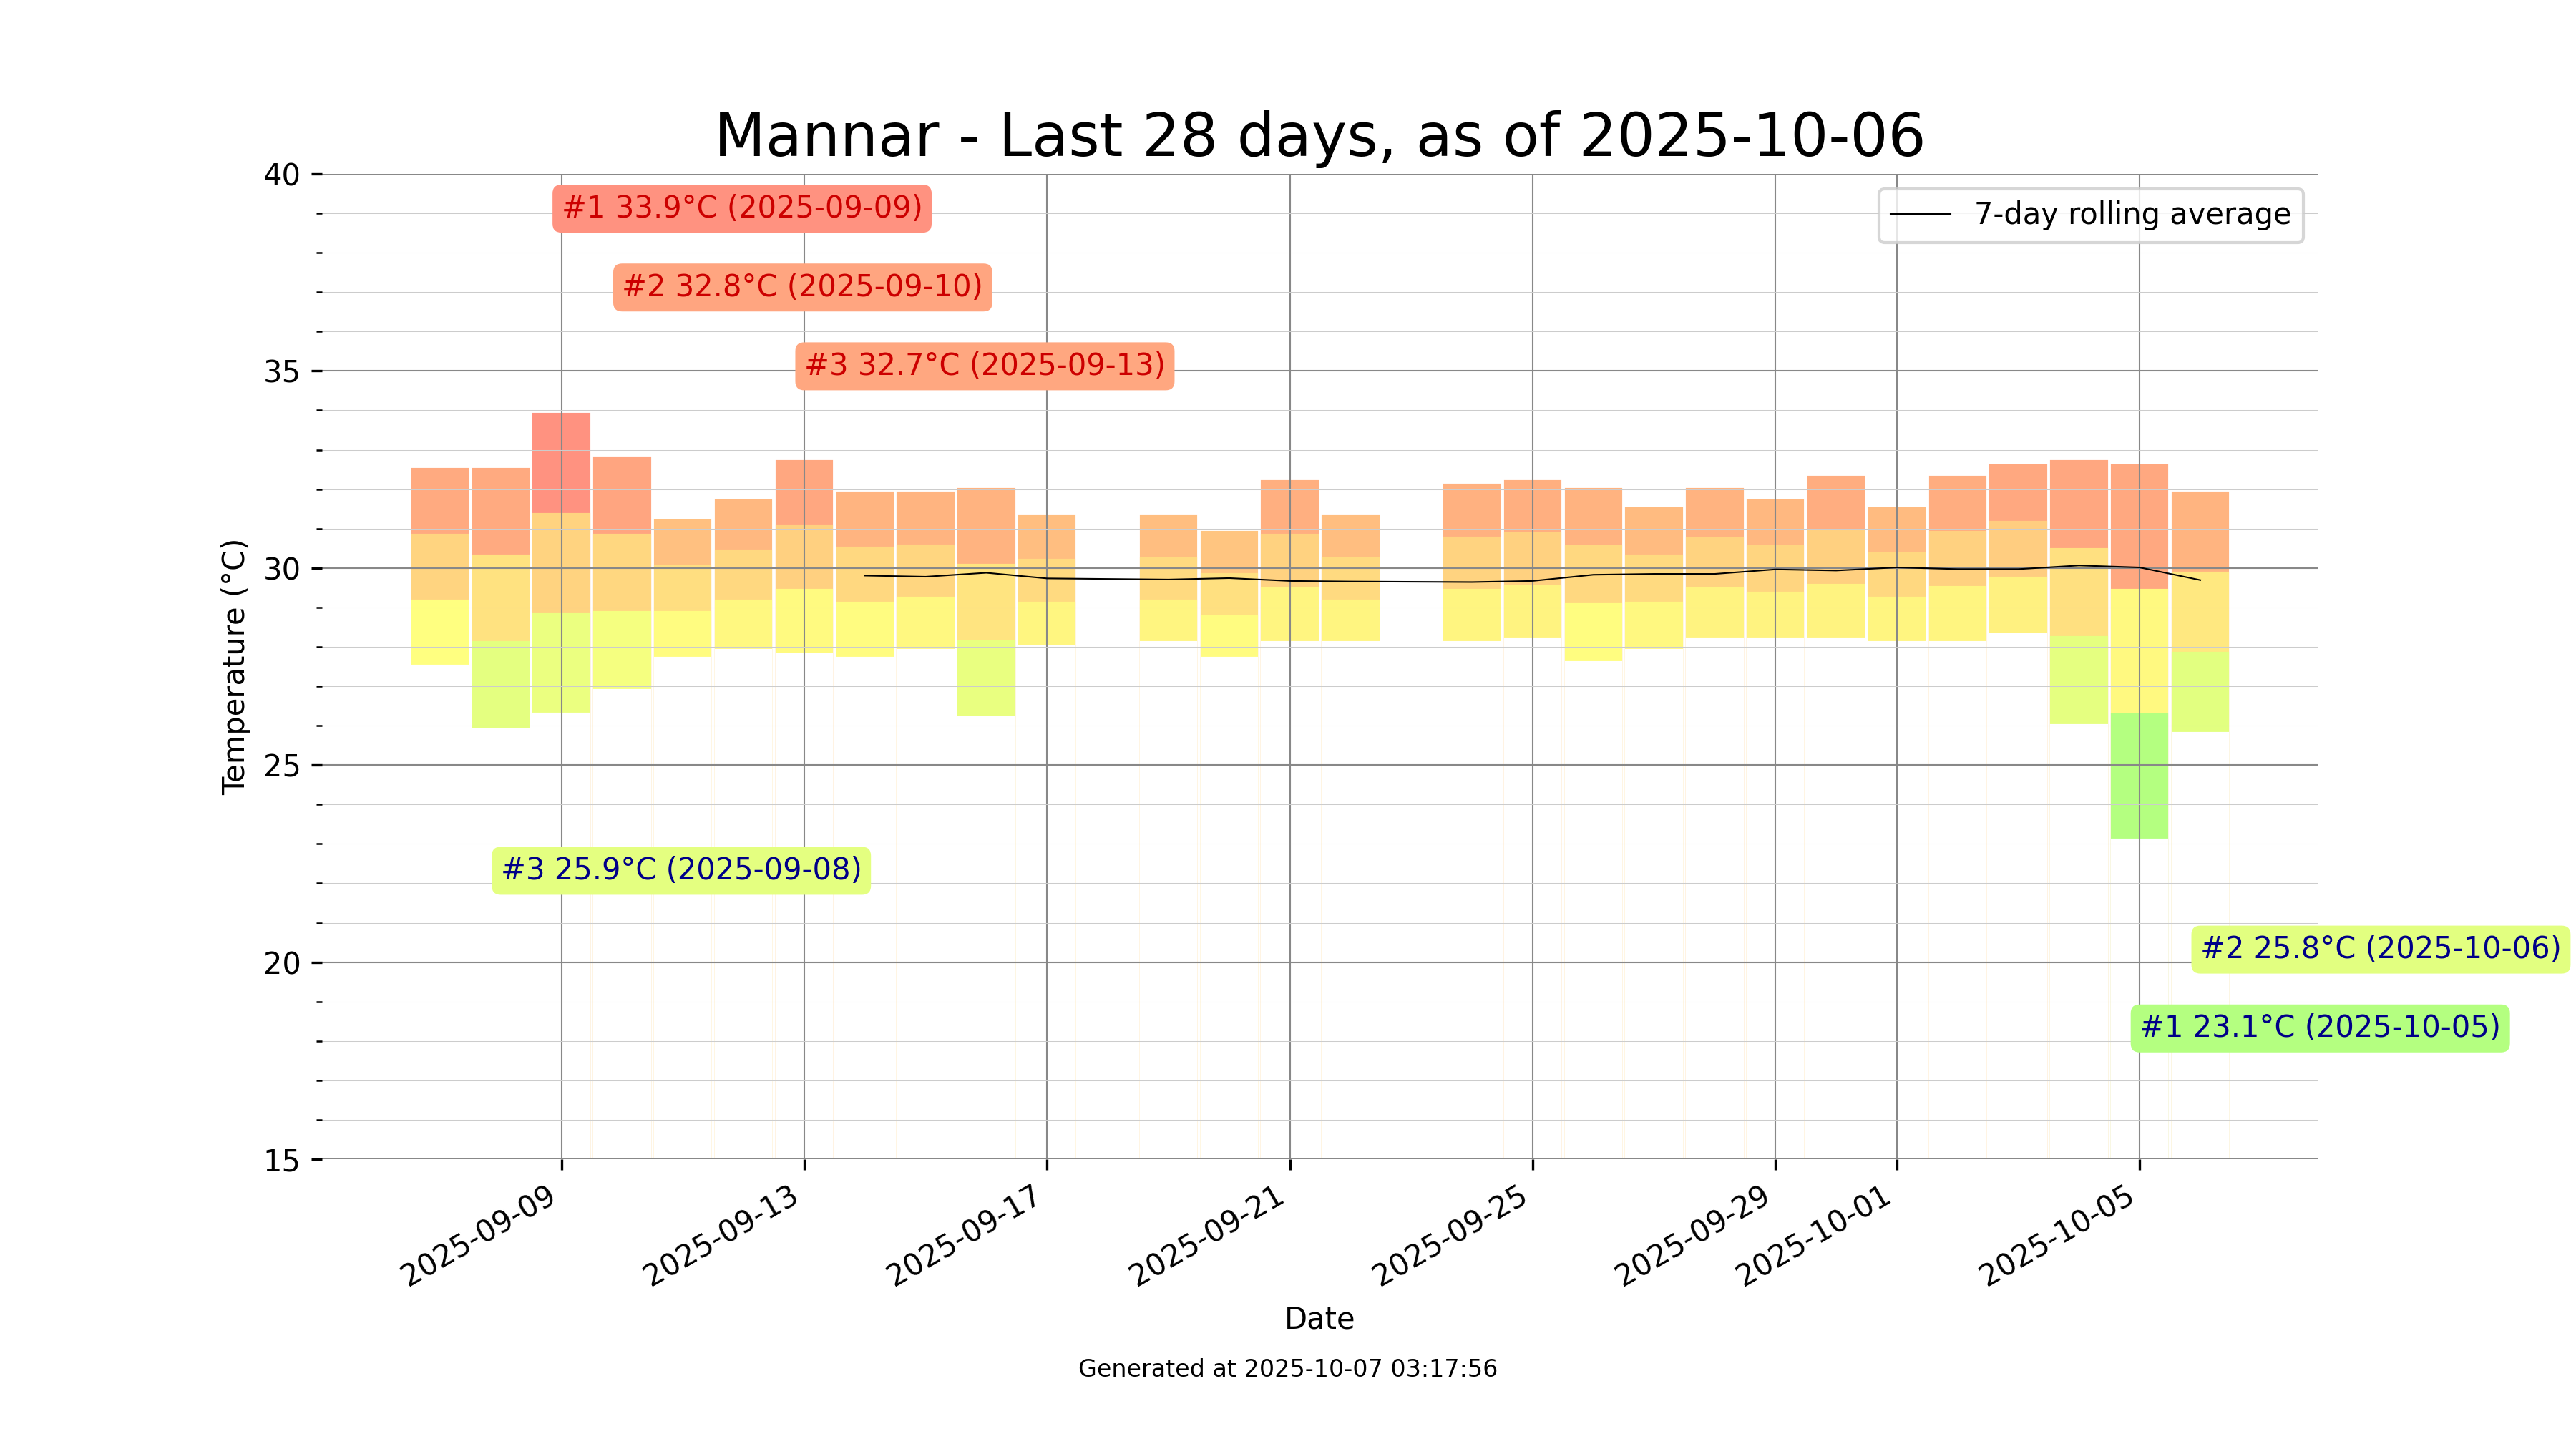 Mannar - Last 28 days, as of 2025-10-06
40
#1 33.9°C (2025-09-09)
7-day rolling average
#2 32.8°C (2025-09-10)
#3 32.7°C (2025-09-13)
35
30
Temperature (°C)
25
#3 25.9°C (2025-09-08)
#2 25.8°C (2025-10-06)
20
#1 23.1°C (2025-10-05)
15
2025-09-09
2025-09-13
2025-09-17
2025-09-21
2025-09-25
2025-09-29
2025-10-01
2025-10-05
Date
Generated at 2025-10-07 03:17:56